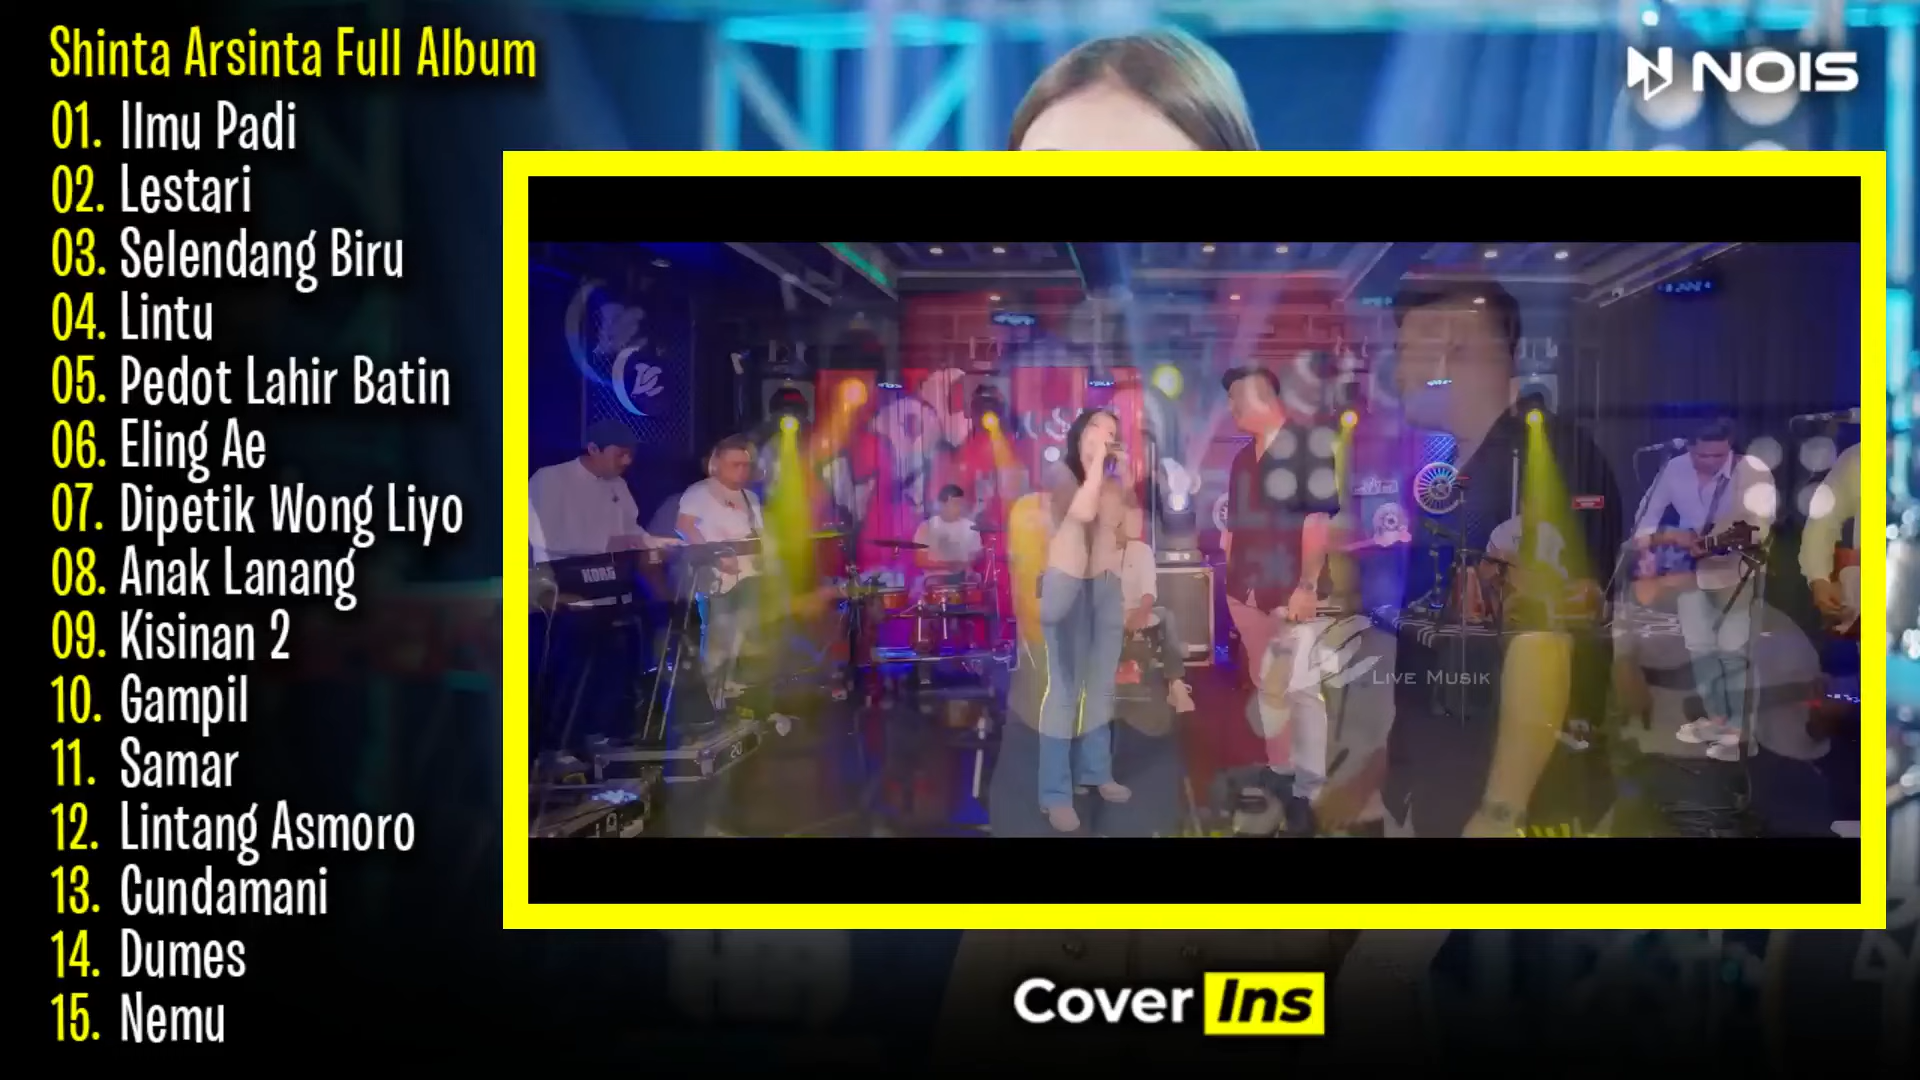 Shinta Arsinta Full Album
01. Ilmu Padi
02. Lestari
03. Selendang Biru
04. Lintu
05. Pedot Lahir Batin
06. Eling Ae
07. Dipetik Wong Liyo
08. Anak Lanang
09. Kisinan 2
10. Gampil
11. Samar
12. Lintang Asmoro
13. Cundamani
14. Dumes
15. Nemu
NOIS
KORG
Live Musik
Cover Ins